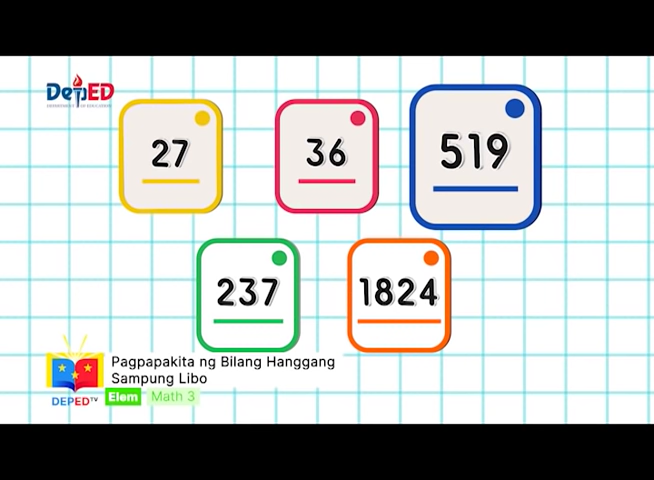 DepED
27
36
519
237
1824
Pagpapakita ng Bilang Hanggang
Sampung Libo
DEPED TV
Elem Math 3